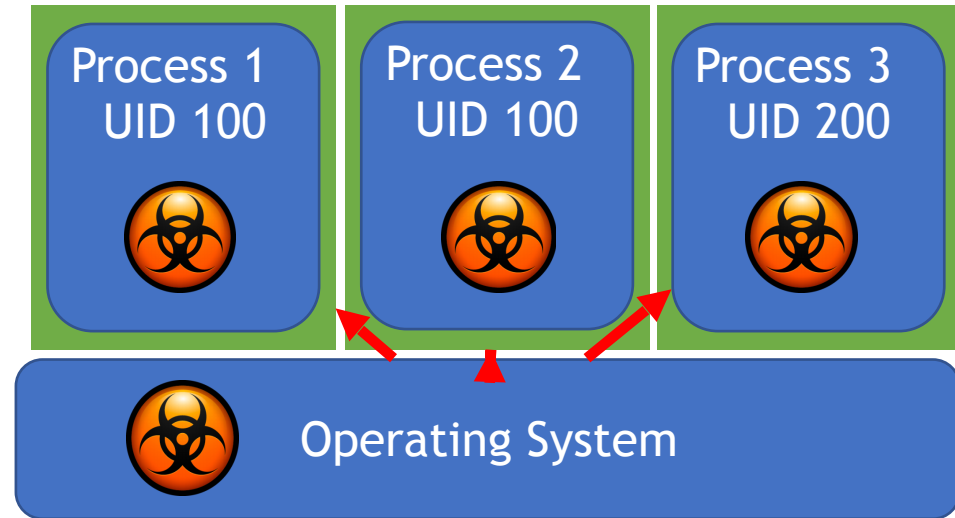 Process 1
UID 100
Process 2
UID 100
Process 3
UID 200
Operating System